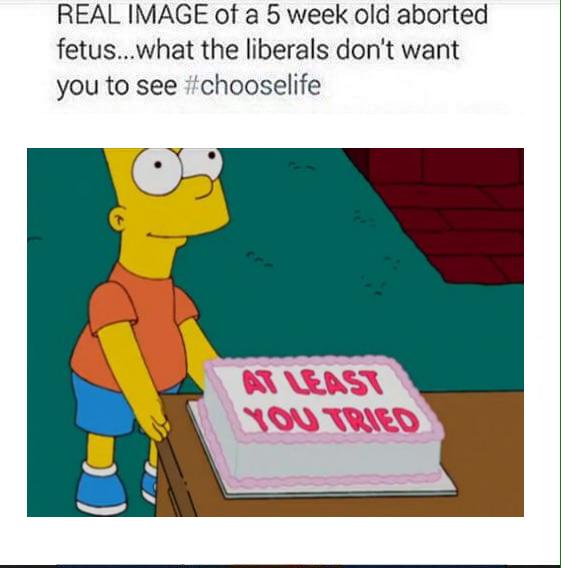 REAL IMAGE of a 5 week old aborted
fetus...what the liberals don't want
you to see #chooselife
AT LEAST
YOU TRIED